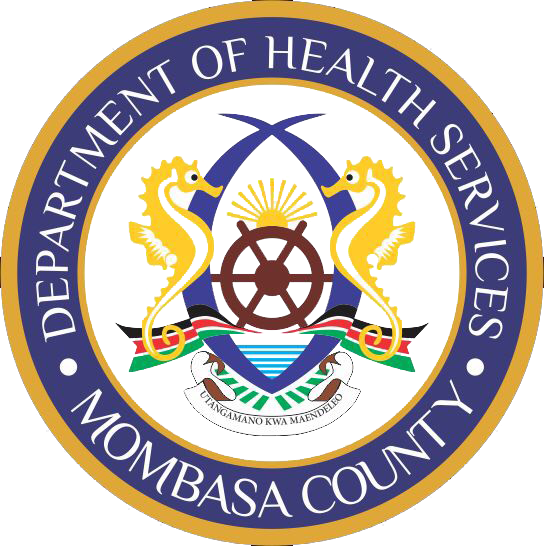 DEPARTMENT OF HEALTH SERVICES
UTANGAMANO KWA MAENDELEO
• MOMBASA COUNTY •